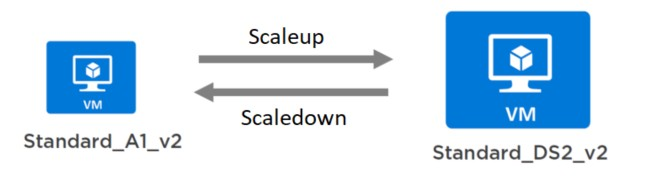 Scaleup
VM
Standard_A1_v2
Scaledown
VM
Standard_DS2_v2